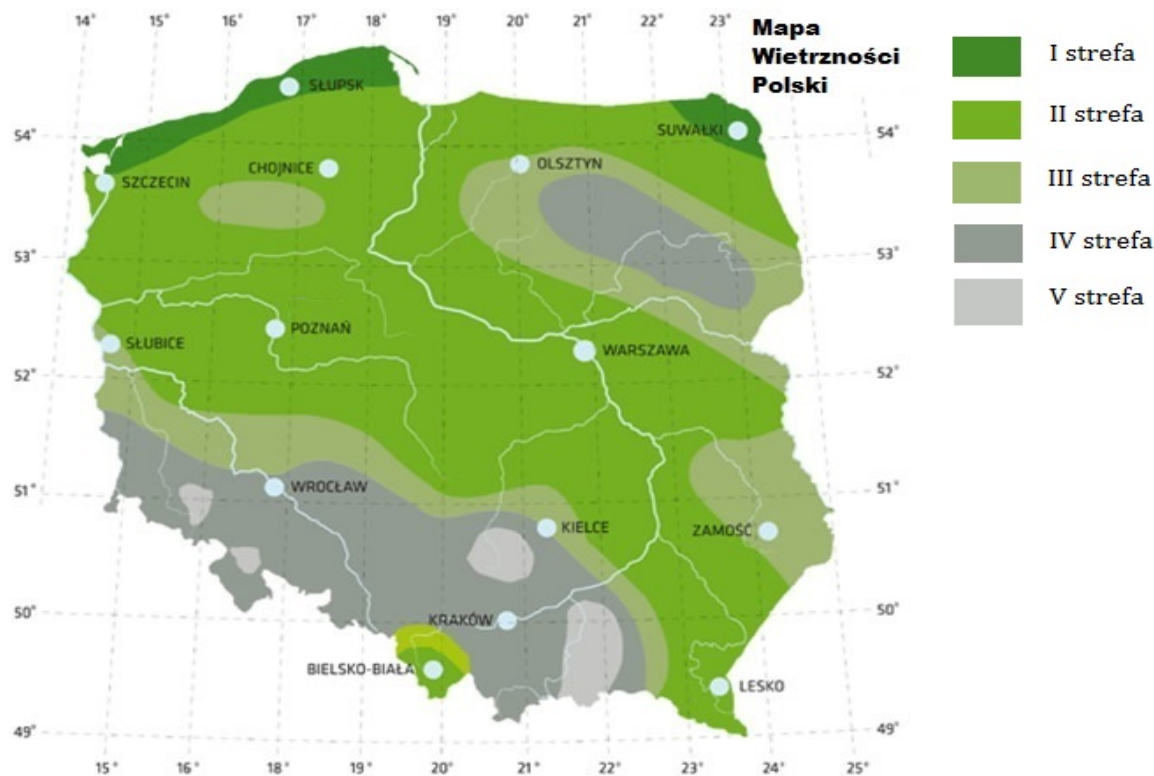 14° 15° 16° 17° 18° 19° 20° 21° 22° 23°
Mapa
Wietrzności
Polski
I strefa
II strefa
III strefa
IV strefa
V strefa
54°
54°
53°
53°
52°
52°
51°
51°
50°
50°
49°
49°
SŁUPSK
SUWAŁKI
CHOJNICE
OLSZTYN
SZCZECIN
POZNAŃ
SŁUBICE
WARSZAWA
WROCŁAW
KIELCE
ZAMOŚĆ
KRAKÓW
BIELSKO-BIAŁA
LESKO
15° 16° 17° 18° 19° 20° 21° 22° 23° 24° 25°